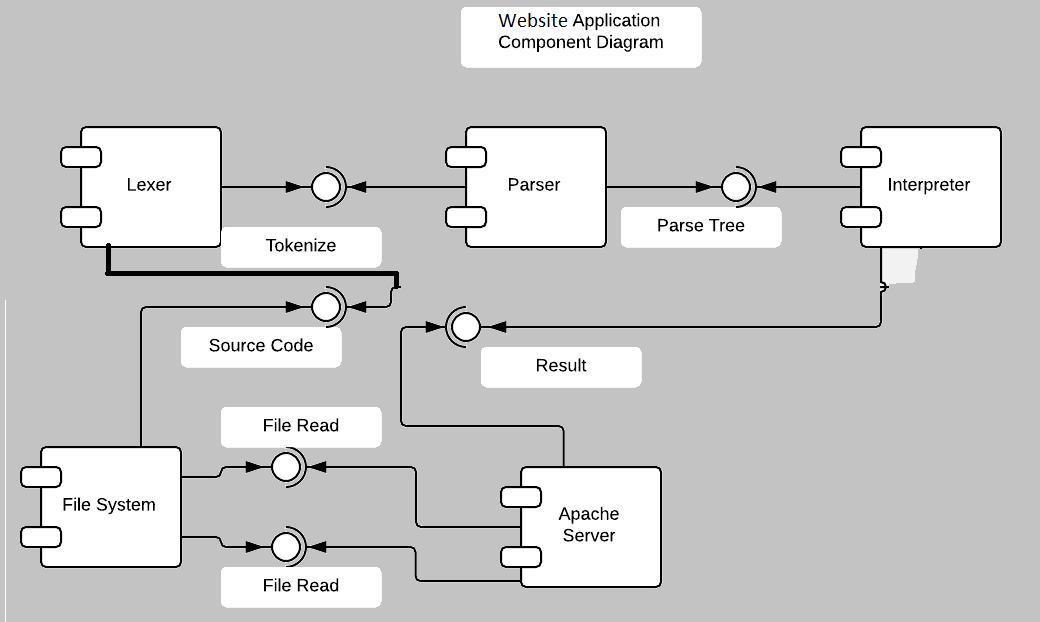 Website Application
Component Diagram
Lexer
Parser
Interpreter
Tokenize
Parse Tree
Source Code
Result
File Read
File System
Apache
Server
File Read